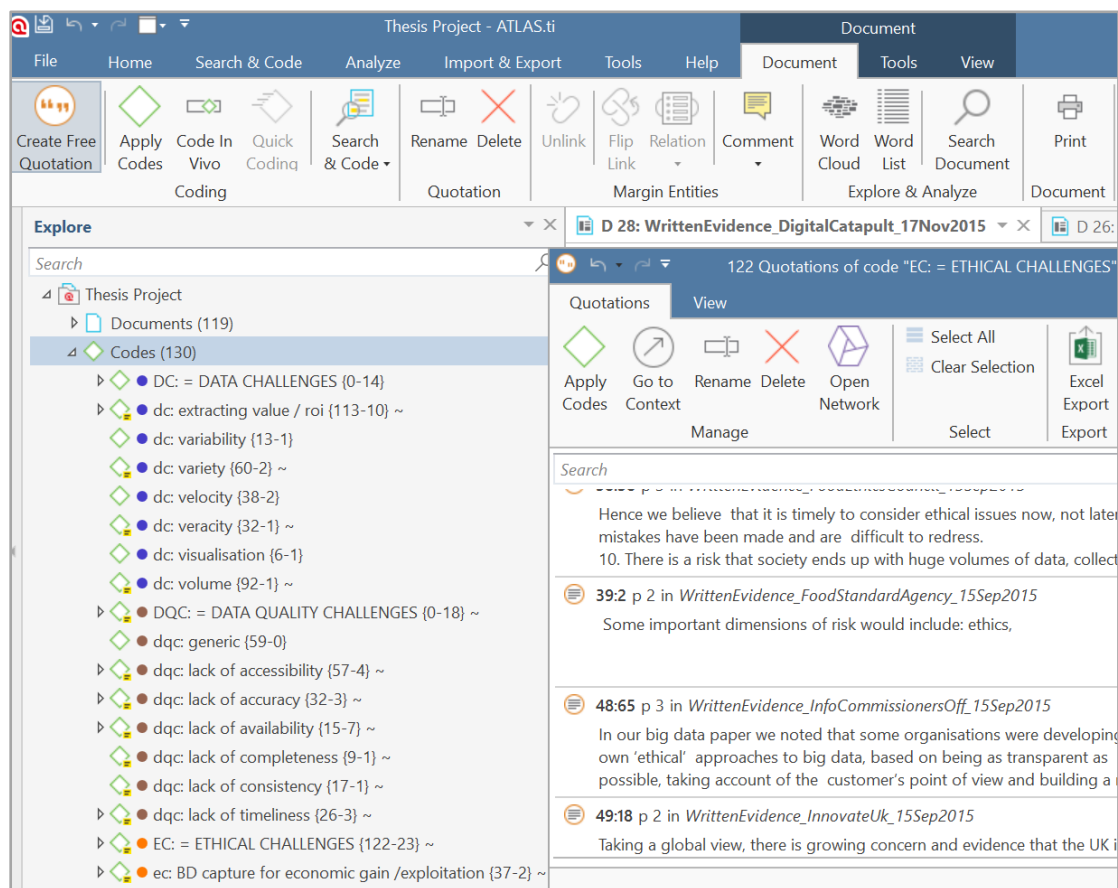 Thesis Project - ATLAS.ti
Document
File Home Search & Code Analyze Import & Export Tools Help Document Tools View
Create Free Quotation
Apply Codes
Code In Vivo
Quick Coding
Search & Code
Coding
Rename
Delete
Quotation
Unlink
Flip Link
Relation
Margin Entities
Comment
Word Cloud
Word List
Search Document
Explore & Analyze
Print
Document
Explore
Search
Thesis Project
Documents (119)
Codes (130)
DC: = DATA CHALLENGES {0-14}
dc: extracting value / roi {113-10} ~
dc: variability {13-1}
dc: variety {60-2} ~
dc: velocity {38-2}
dc: veracity {32-1} ~
dc: visualisation {6-1}
dc: volume {92-1} ~
DQC: = DATA QUALITY CHALLENGES {0-18} ~
dqc: generic {59-0}
dqc: lack of accessibility {57-4} ~
dqc: lack of accuracy {32-3} ~
dqc: lack of availability {15-7} ~
dqc: lack of completeness {9-1} ~
dqc: lack of consistency {17-1} ~
dqc: lack of timeliness {26-3} ~
EC: = ETHICAL CHALLENGES {122-23} ~
ec: BD capture for economic gain /exploitation {37-2} ~
D 28: WrittenEvidence_DigitalCatapult_17Nov2015
D 26:
122 Quotations of code "EC: = ETHICAL CHALLENGES"
Quotations View
Apply Codes
Go to Context
Rename
Delete
Open Network
Manage
Select All
Clear Selection
Select
Excel Export
Export
Search
Hence we believe that it is timely to consider ethical issues now, not later
mistakes have been made and are difficult to redress.
10. There is a risk that society ends up with huge volumes of data, collect
39:2 p 2 in WrittenEvidence_FoodStandardAgency_15Sep2015
Some important dimensions of risk would include: ethics,
48:65 p 3 in WrittenEvidence_InfoCommissionersOff_15Sep2015
In our big data paper we noted that some organisations were developing
own ‘ethical’ approaches to big data, based on being as transparent as
possible, taking account of the customer’s point of view and building a
49:18 p 2 in WrittenEvidence_InnovateUk_15Sep2015
Taking a global view, there is growing concern and evidence that the UK i